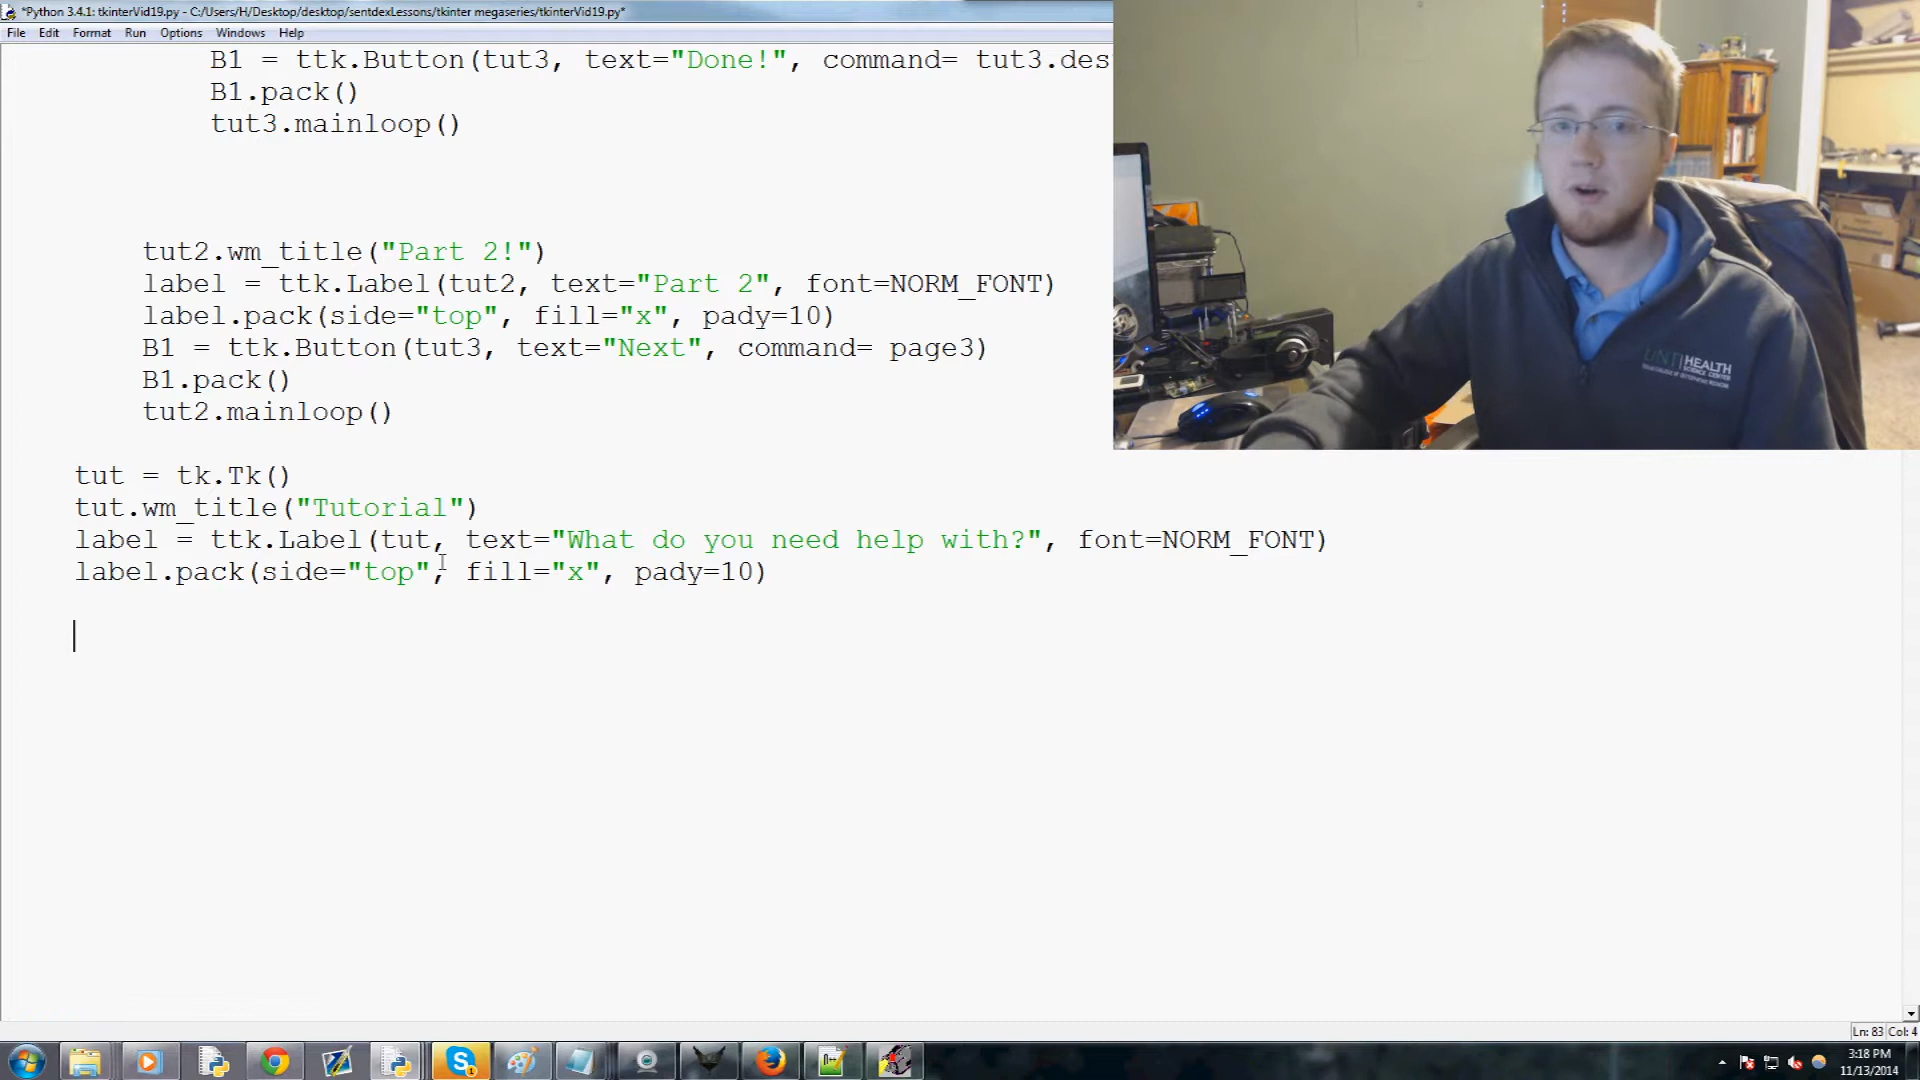 *Python 3.4.1: tkinterVid19.py - C:/Users/H/Desktop/desktop/sentdexLessons/tkinter megaseries/tkinterVid19.py*
File Edit Format Run Options Windows Help
B1 = ttk.Button(tut3, text="Done!", command= tut3.des
B1.pack()
tut3.mainloop()
tut2.wm_title("Part 2!")
label = ttk.Label(tut2, text="Part 2", font=NORM_FONT)
label.pack(side="top", fill="x", pady=10)
B1 = ttk.Button(tut3, text="Next", command= page3)
B1.pack()
tut2.mainloop()
tut = tk.Tk()
tut.wm_title("Tutorial")
label = ttk.Label(tut, text="What do you need help with?", font=NORM_FONT)
label.pack(side="top", fill="x", pady=10)
UNT HEALTH
SCIENCE CENTER
Ln: 83 Col: 4
3:18 PM
11/13/2014